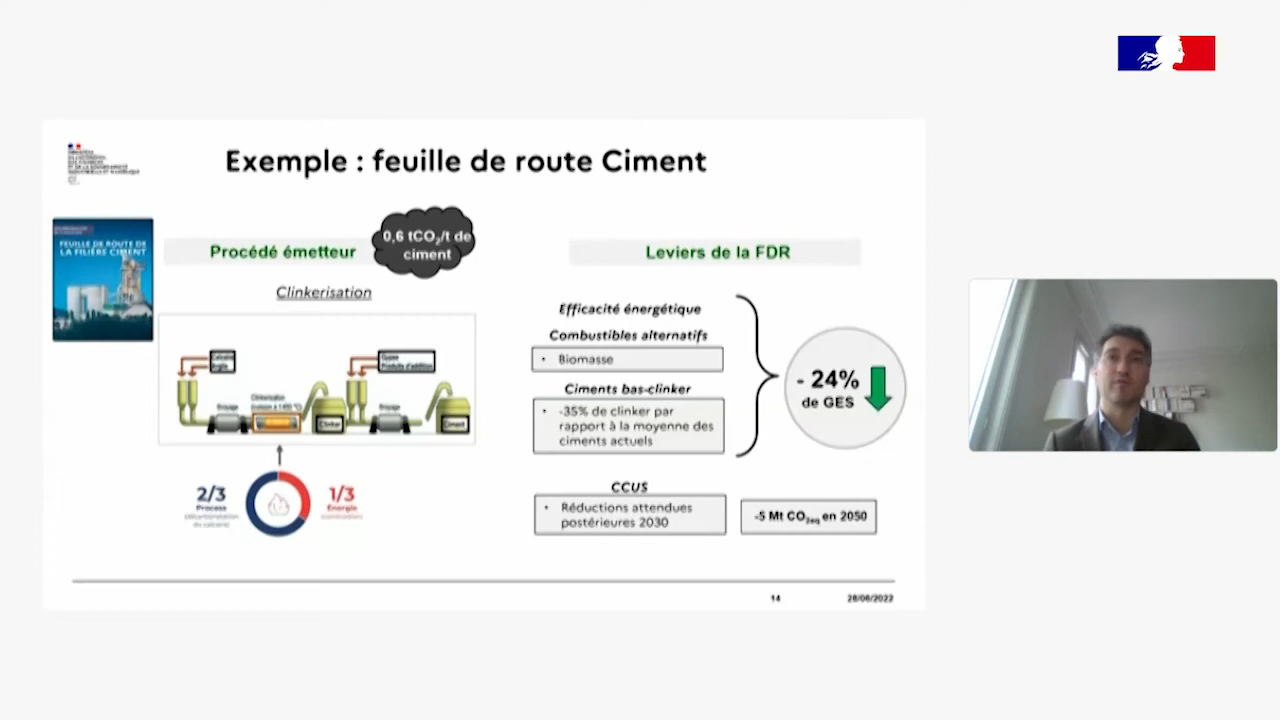 Exemple : feuille de route Ciment
FEUILLE DE ROUTE DE
LA FILIÈRE CIMENT
Procédé émetteur
0,6 tCO₂/t de
ciment
Clinkerisation
Clinker
Ciment
2/3
Process
1/3
Énergie
Leviers de la FDR
Efficacité énergétique
Combustibles alternatifs
• Biomasse
Ciments bas-clinker
• -35% de clinker par
rapport à la moyenne des
ciments actuels
- 24%
de GES
CCUS
• Réductions attendues
postérieures 2030
-5 Mt CO₂eq en 2050
14
28/06/2022